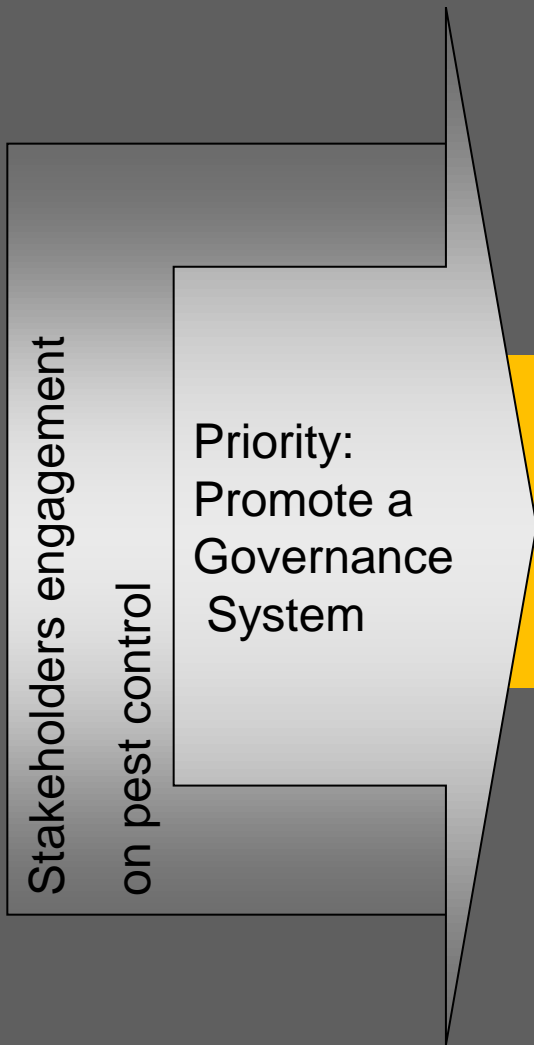 Stakeholders engagement
on pest control
Priority:
Promote a
Governance
System